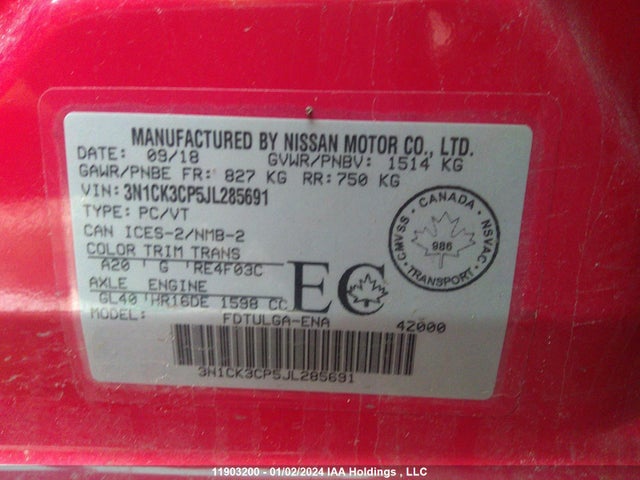 MANUFACTURED BY NISSAN MOTOR CO., LTD.
DATE: 09/18 GVWR/PNBV: 1514 KG
GAWR/PNBE FR: 827 KG RR: 750 KG
VIN: 3N1CK3CP5JL285691
TYPE: PC/VT
CAN ICES-2/NMB-2
COLOR TRIM TRANS
A20 G RE4F03C
AXLE ENGINE
GL40 HR16DE 1598 CC
MODEL: FDTULGA-ENA 42000
3N1CK3CP5JL285691
EC
CANADA
CMVSS NSVAC
986
TRANSPORT
11903200 - 01/02/2024 IAA Holdings , LLC